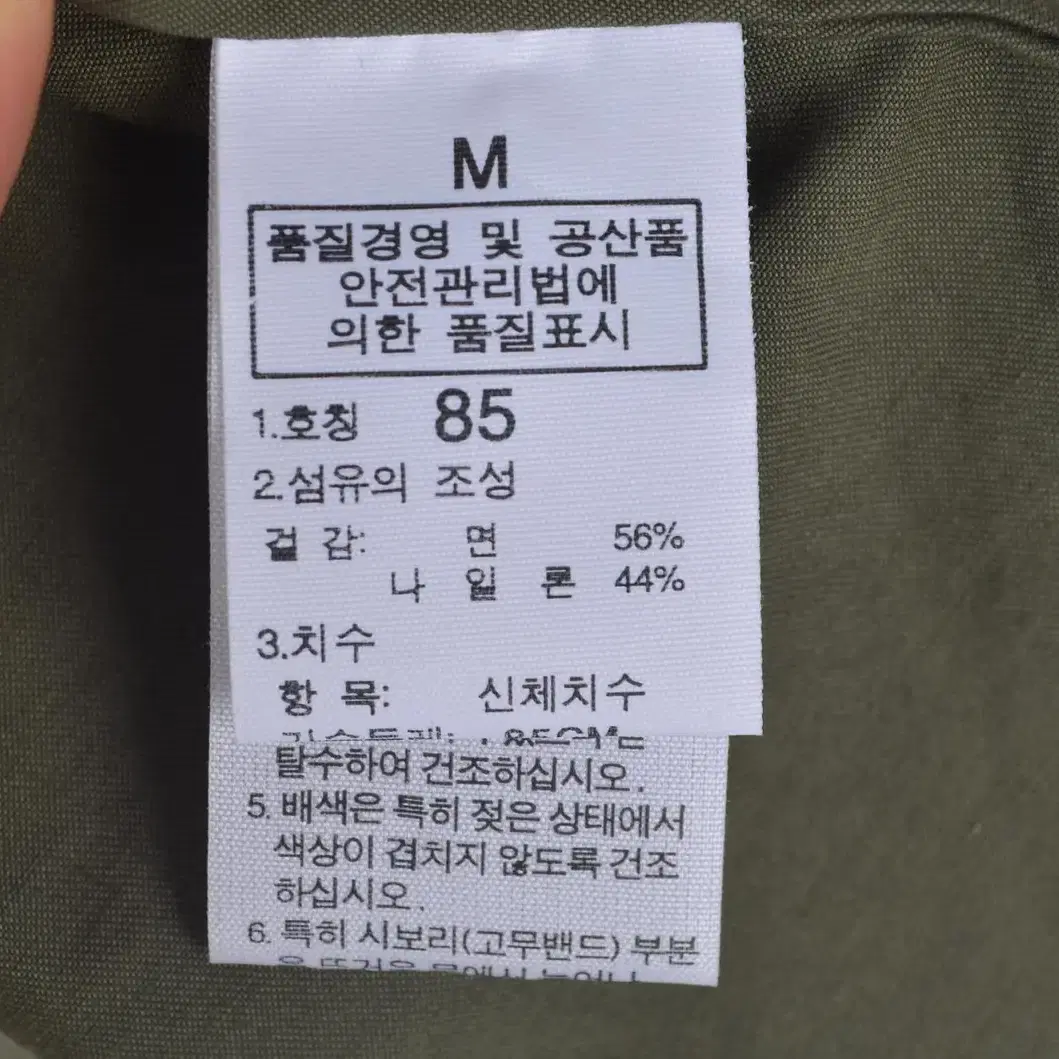 M
품질경영 및 공산품
안전관리법에
의한 품질표시
1.호칭 85
2.섬유의 조성
겉 감: 면 56%
나 일 론 44%
3.치수
항 목: 신체치수
탈수하여 건조하십시오.
5. 배색은 특히 젖은 상태에서
색상이 겹치지 않도록 건조
하십시오.
6. 특히 시보리(고무밴드) 부분